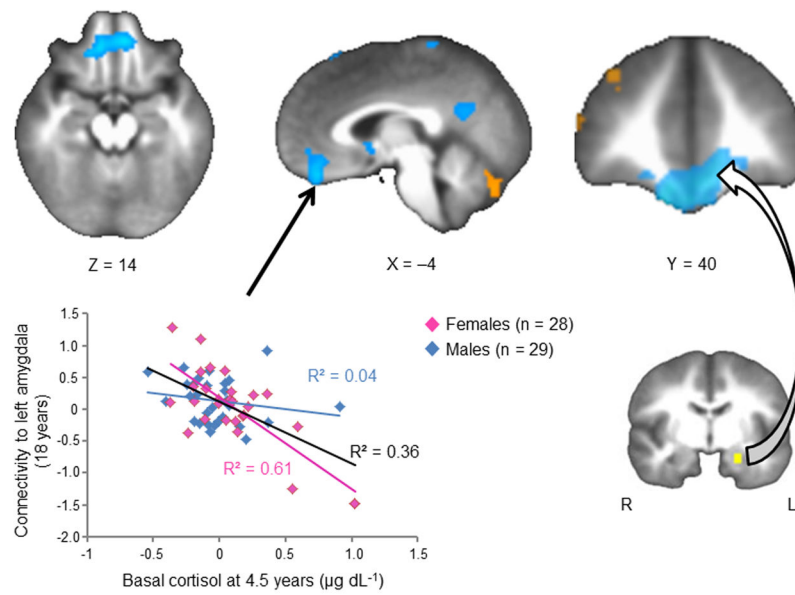 Z = 14
X = –4
Y = 40
Connectivity to left amygdala
(18 years)
1.5
1.0
0.5
0
-0.5
-1.0
-1.5
-2.0
R² = 0.04
R² = 0.36
R² = 0.61
-1
-0.5
0
0.5
1.0
1.5
Basal cortisol at 4.5 years (µg dL⁻¹)
Females (n = 28)
Males (n = 29)
R
L